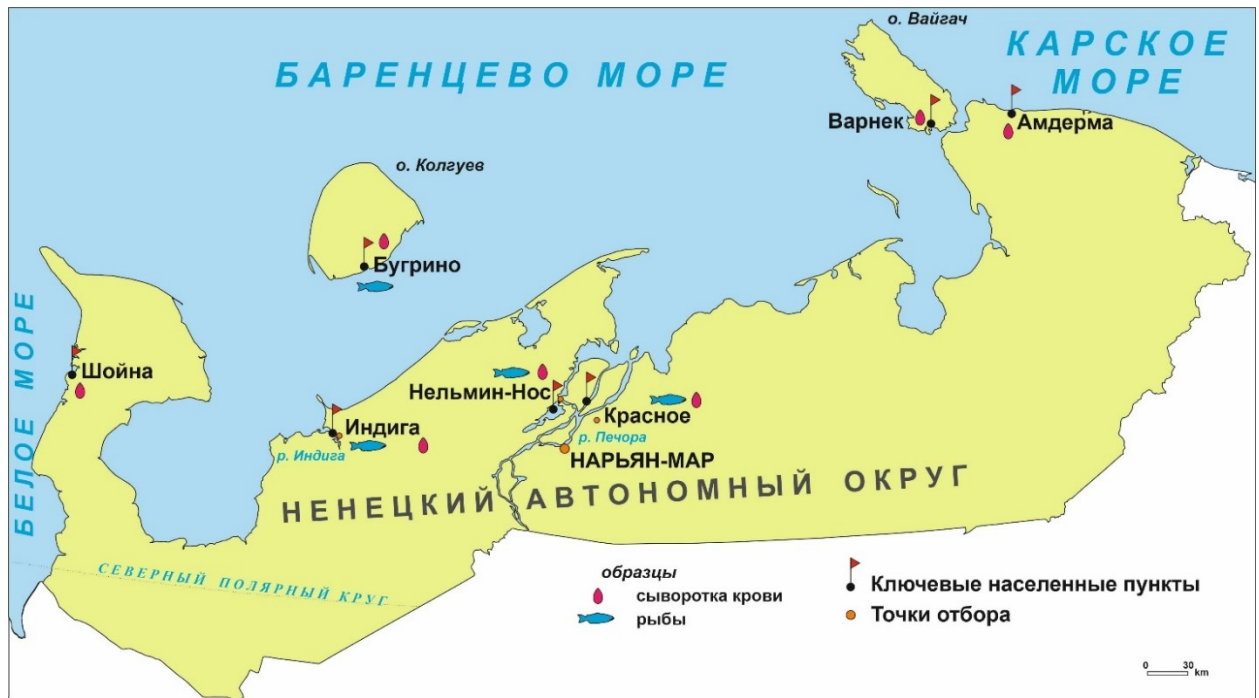 о. Вайгач
КАРСКОЕ
МОРЕ
БАРЕНЦЕВО МОРЕ
Варнек
Амдерма
о. Колгуев
Бугрино
БЕЛОЕ МОРЕ
Шойна
Нельмин-Нос
Красное
Индига
р. Печора
р. Индига
НАРЬЯН-МАР
НЕНЕЦКИЙ АВТОНОМНЫЙ ОКРУГ
СЕВЕРНЫЙ ПОЛЯРНЫЙ КРУГ
образцы
сыворотка крови
рыбы
Ключевые населенные пункты
Точки отбора
0 30
km